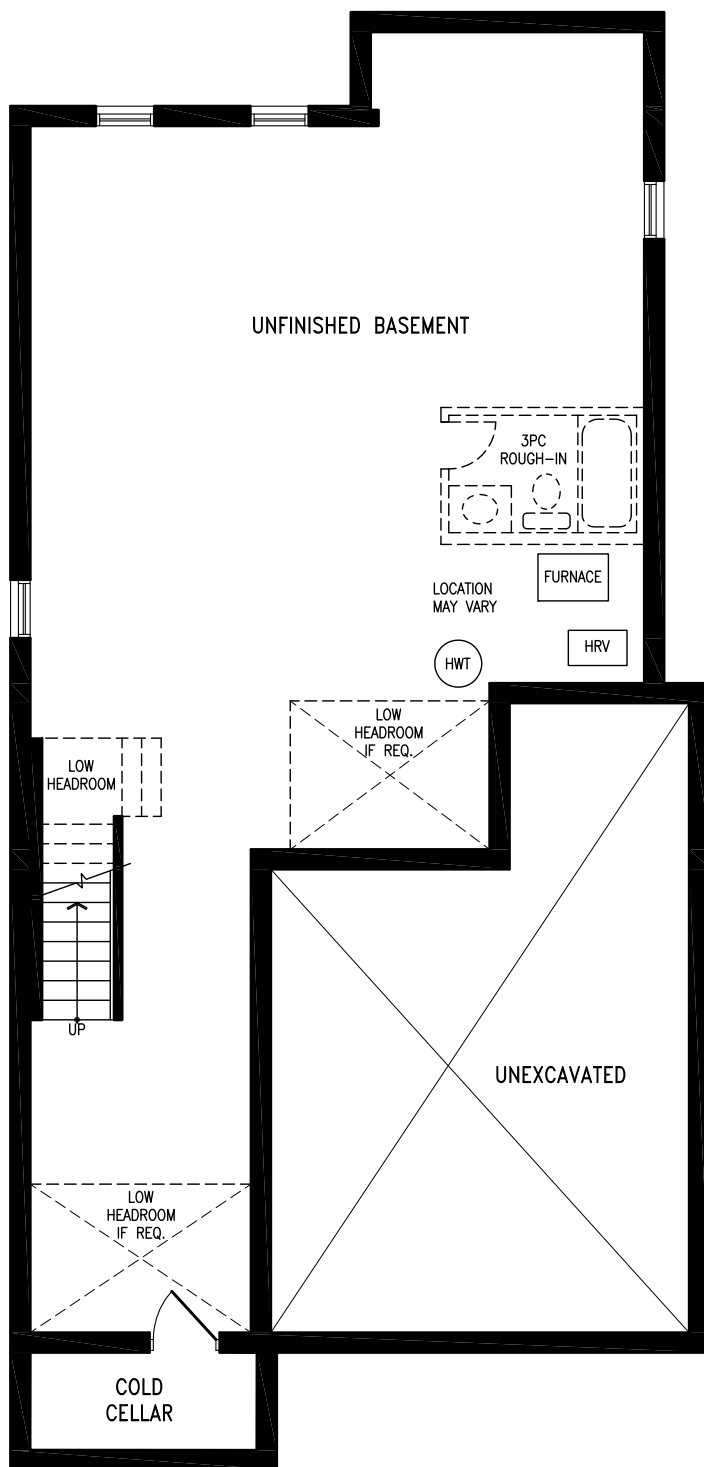 UNFINISHED BASEMENT
3PC
ROUGH-IN
LOCATION
MAY VARY
FURNACE
HRV
HWT
LOW
HEADROOM
IF REQ.
LOW
HEADROOM
UP
UNEXCAVATED
LOW
HEADROOM
IF REQ.
COLD
CELLAR